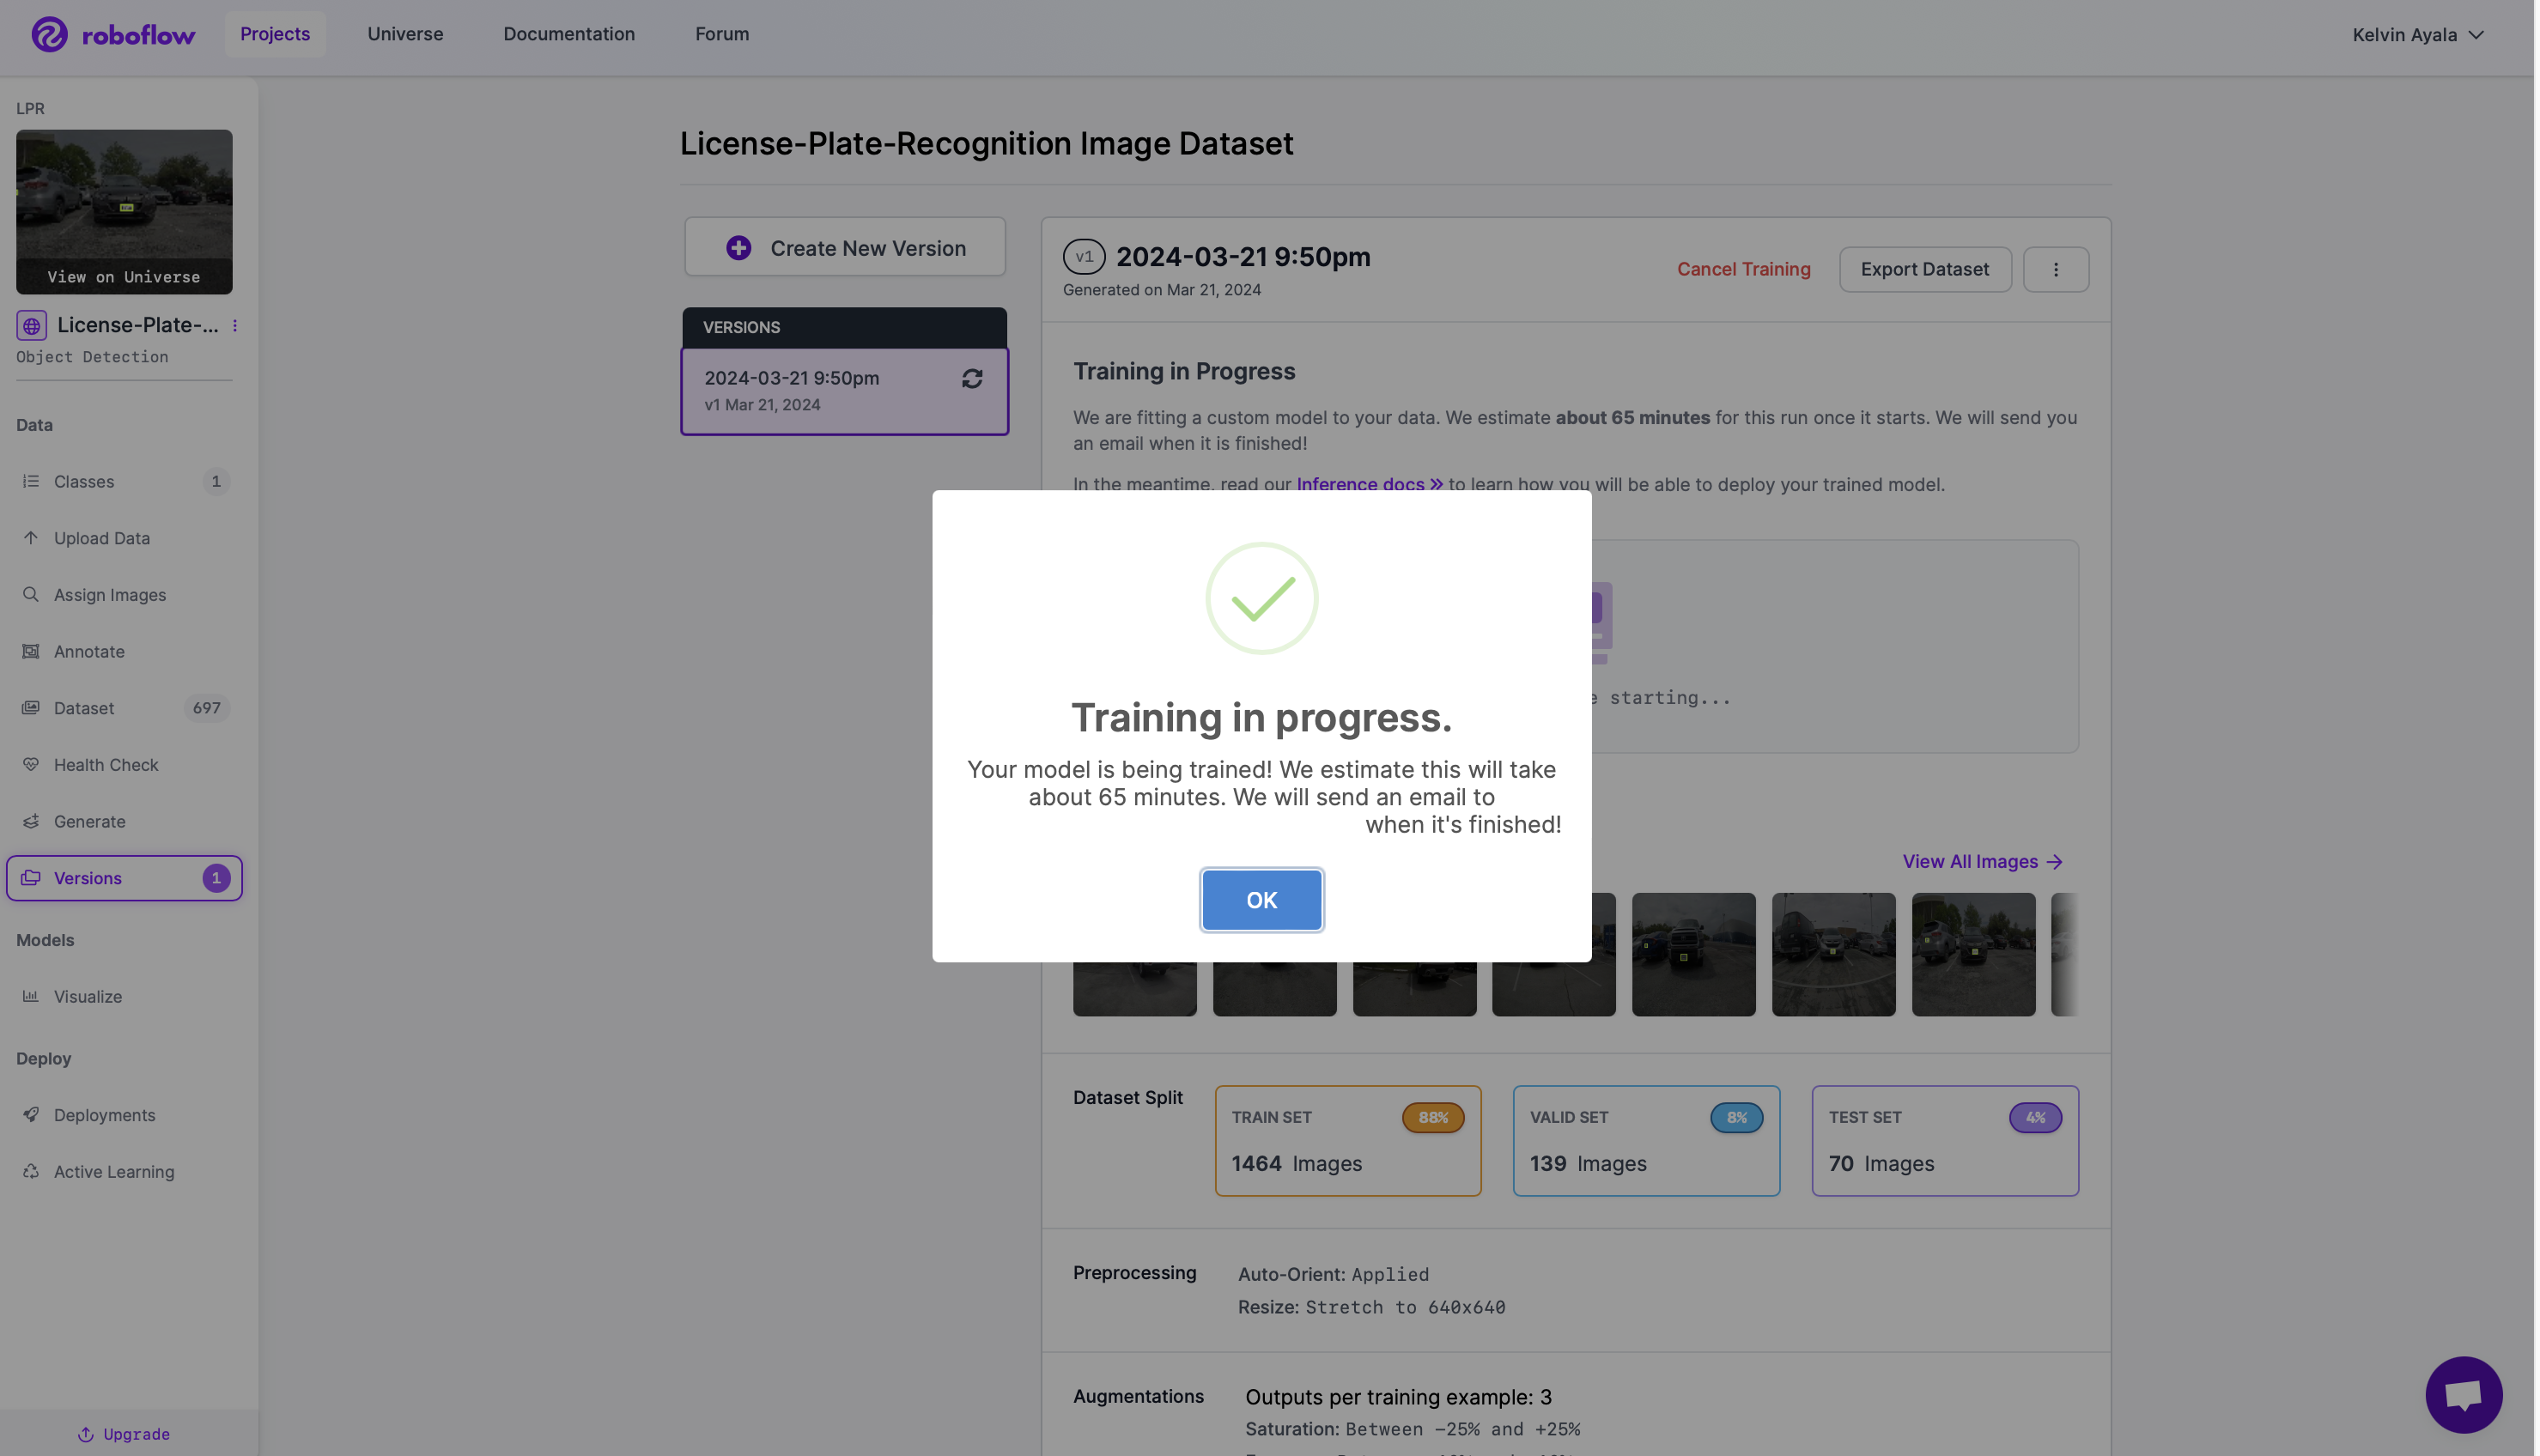 roboflow
Projects
Universe
Documentation
Forum
Kelvin Ayala
LPR
View on Universe
License-Plate-...
Object Detection
Data
Classes 1
Upload Data
Assign Images
Annotate
Dataset 697
Health Check
Generate
Versions 1
Models
Visualize
Deploy
Deployments
Active Learning
Upgrade
License-Plate-Recognition Image Dataset
Create New Version
VERSIONS
2024-03-21 9:50pm
v1 Mar 21, 2024
v1 2024-03-21 9:50pm
Generated on Mar 21, 2024
Cancel Training
Export Dataset
Training in Progress
We are fitting a custom model to your data. We estimate about 65 minutes for this run once it starts. We will send you
an email when it is finished!
In the meantime, read our Inference docs » to learn how you will be able to deploy your trained model.
starting...
Training in progress.
Your model is being trained! We estimate this will take
about 65 minutes. We will send an email to
when it's finished!
OK
View All Images →
Dataset Split
TRAIN SET 88%
1464 Images
VALID SET 8%
139 Images
TEST SET 4%
70 Images
Preprocessing
Auto-Orient: Applied
Resize: Stretch to 640x640
Augmentations
Outputs per training example: 3
Saturation: Between -25% and +25%